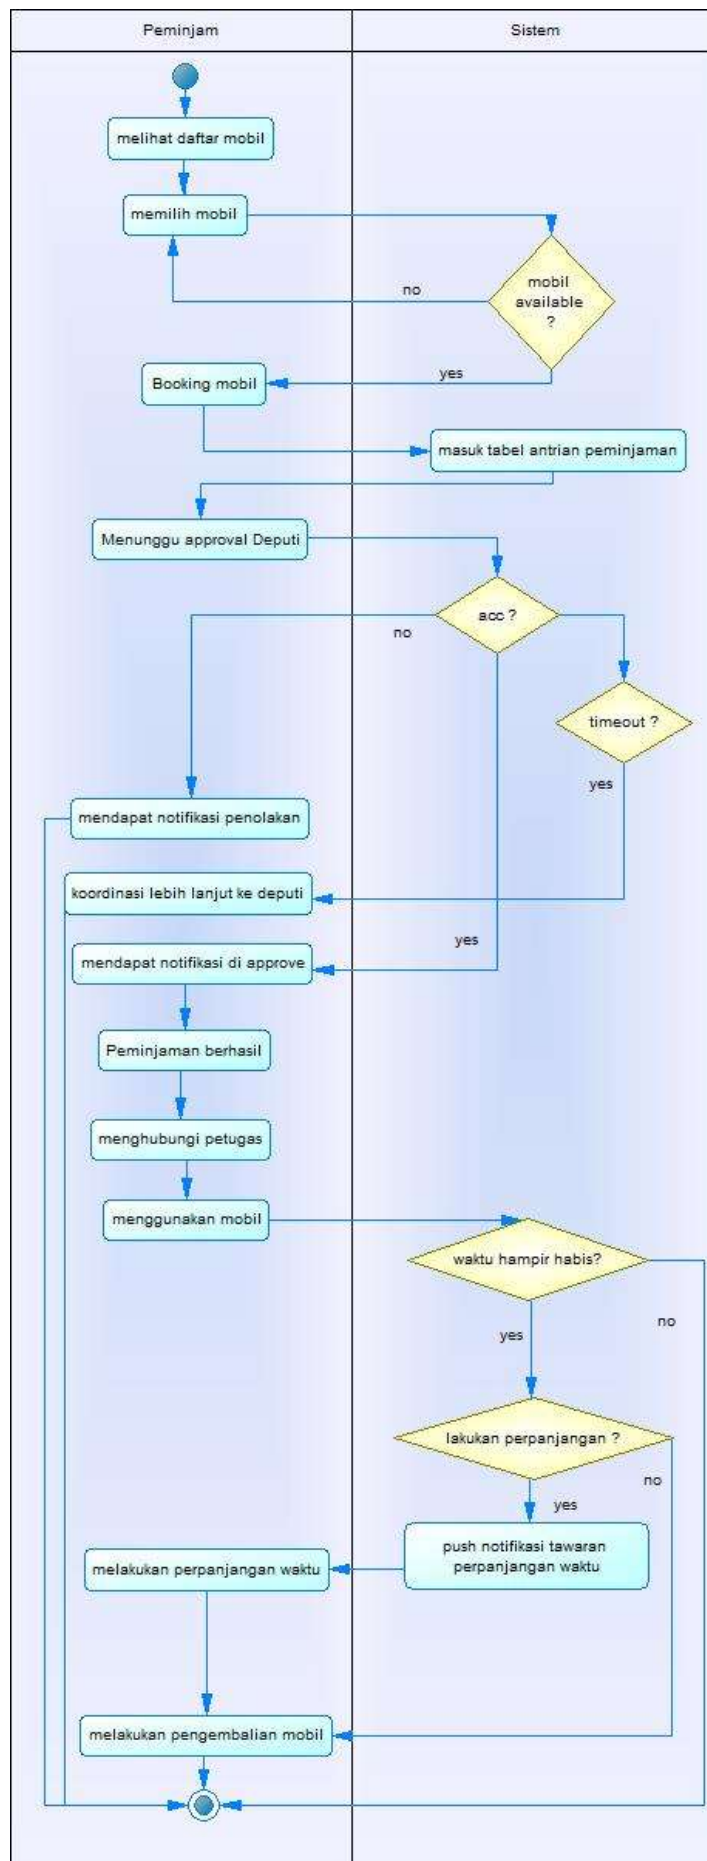 Peminjam
Sistem
melihat daftar mobil
memilih mobil
mobil
available
?
no
yes
Booking mobil
masuk tabel antrian peminjaman
Menunggu approval Deputi
acc ?
no
timeout ?
yes
mendapat notifikasi penolakan
koordinasi lebih lanjut ke deputi
yes
mendapat notifikasi di approve
Peminjaman berhasil
menghubungi petugas
menggunakan mobil
waktu hampir habis?
no
yes
lakukan perpanjangan ?
no
yes
push notifikasi tawaran
perpanjangan waktu
melakukan perpanjangan waktu
melakukan pengembalian mobil